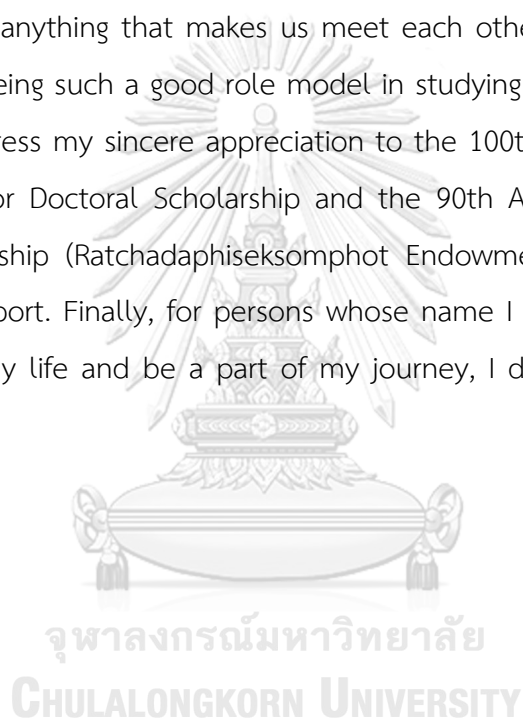 anything that makes us meet each othe
eing such a good role model in studying
ress my sincere appreciation to the 100t
or Doctoral Scholarship and the 90th A
ship (Ratchadaphiseksomphot Endowme
port. Finally, for persons whose name I
y life and be a part of my journey, I d
จุฬาลงกรณ์มหาวิทยาลัย
CHULALONGKORN UNIVERSITY